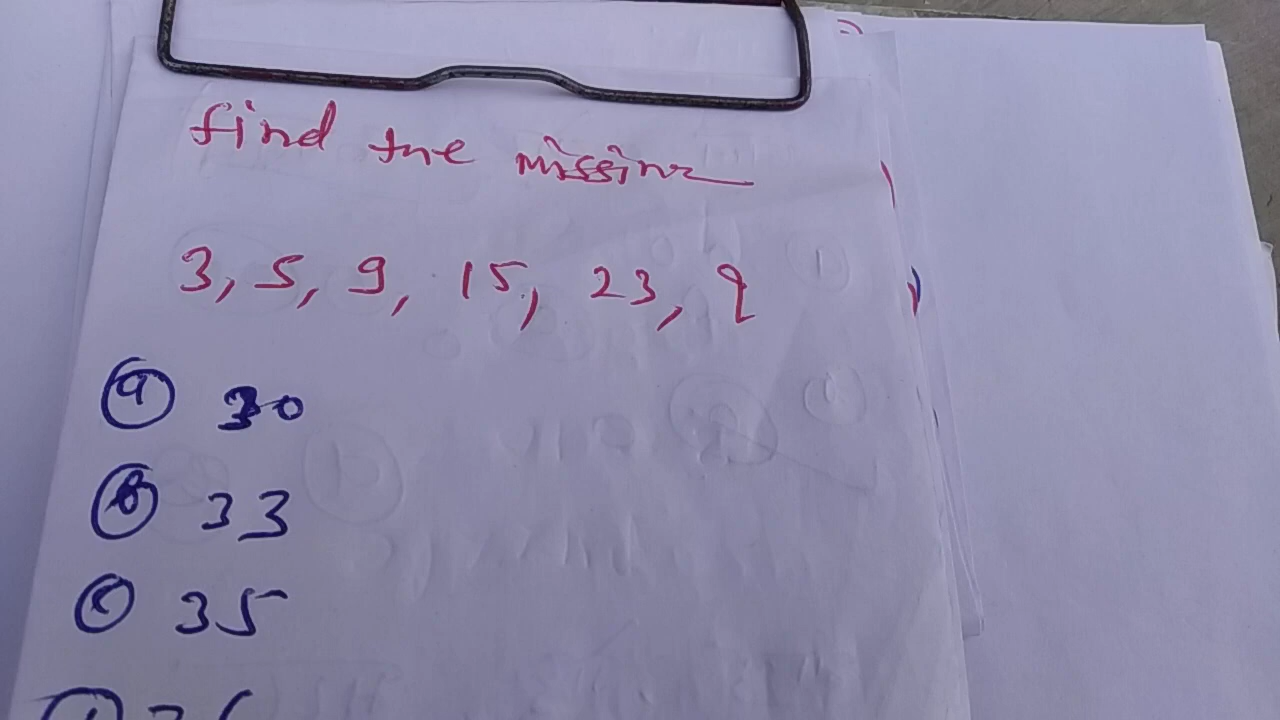 find the missing
3, 5, 9, 15, 23, ?
(a) 30
(b) 33
(c) 35